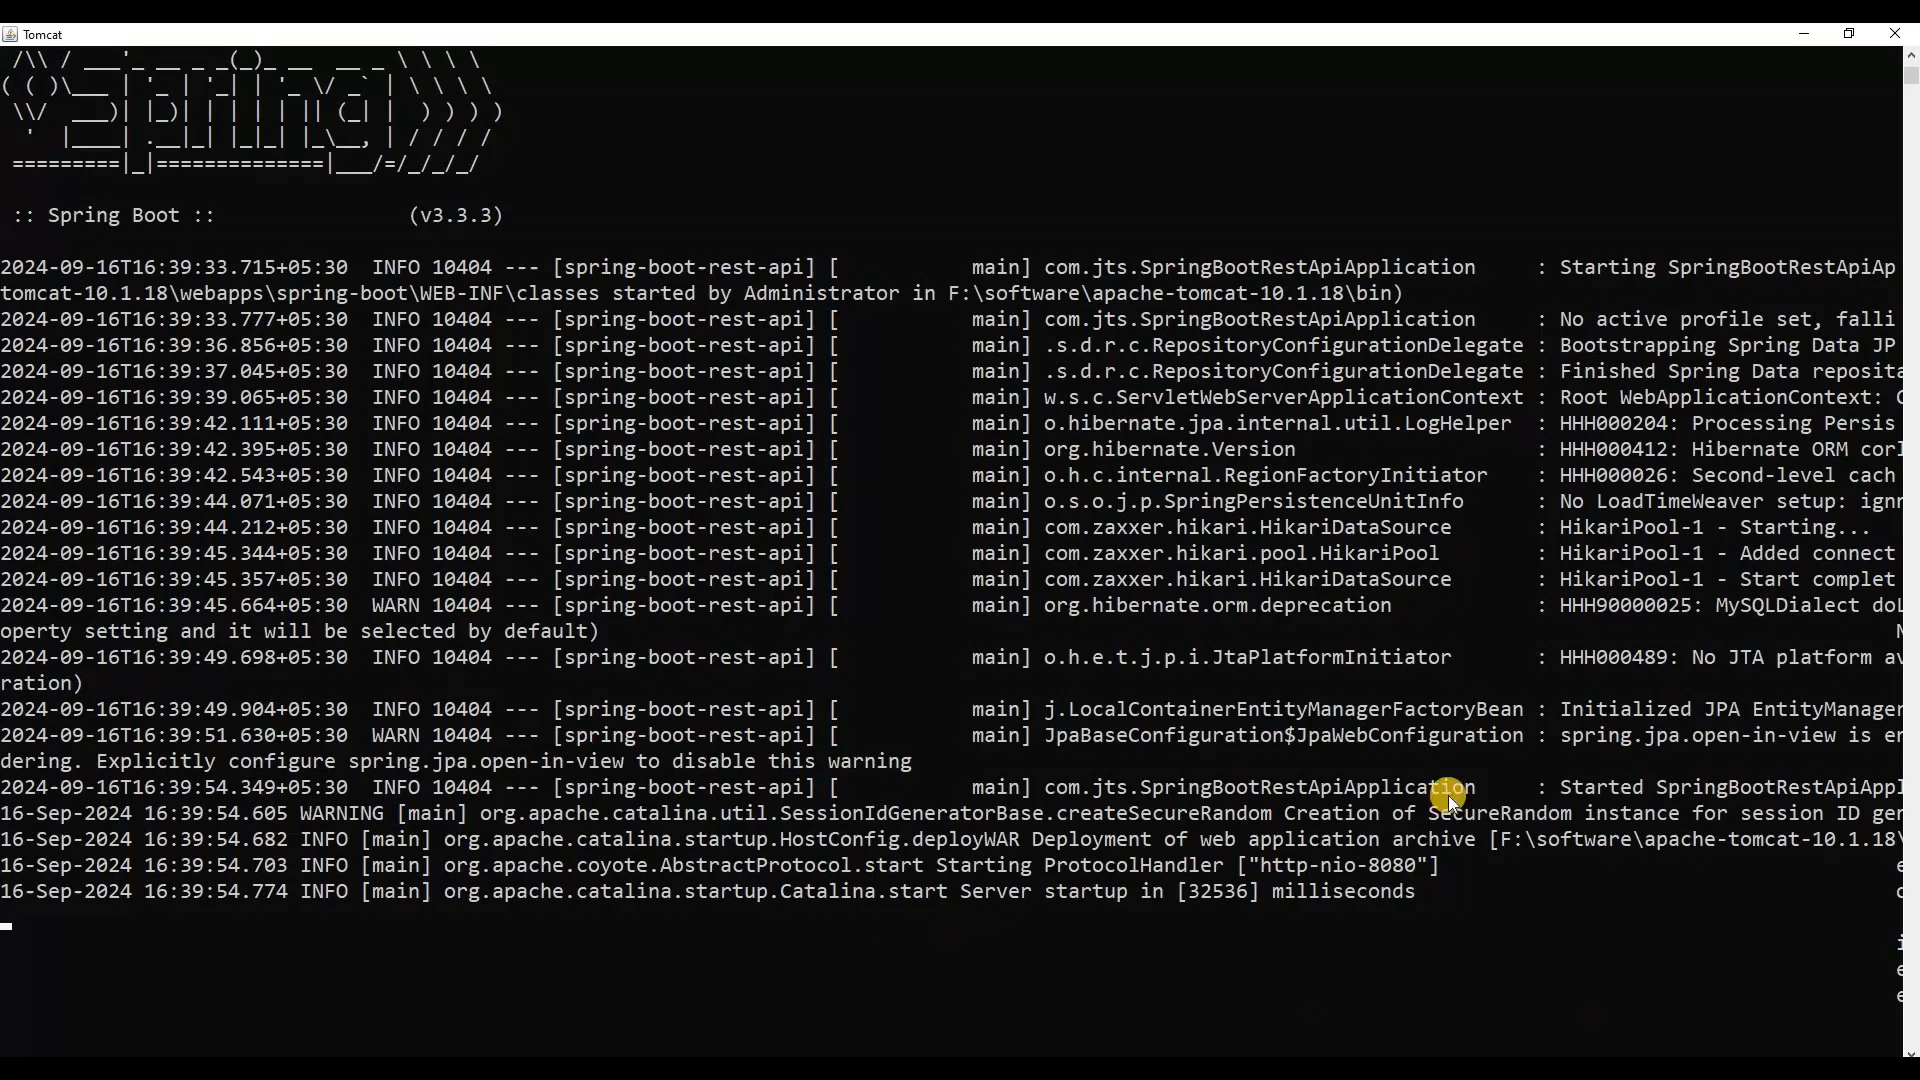 Tomcat
 /\\ / ___'_ __ _ _(_)_ __  __ _ \ \ \ \
( ( )\___ | '_ | '_| | '_ \/ _` | \ \ \ \
 \\/  ___)| |_)| | | | | || (_| |  ) ) ) )
  '  |____| .__|_| |_|_| |_\__, | / / / /
 =========|_|==============|___/=/_/_/_/
:: Spring Boot ::                (v3.3.3)
2024-09-16T16:39:33.715+05:30  INFO 10404 --- [spring-boot-rest-api] [           main] com.jts.SpringBootRestApiApplication     : Starting SpringBootRestApiAp
tomcat-10.1.18\webapps\spring-boot\WEB-INF\classes started by Administrator in F:\software\apache-tomcat-10.1.18\bin)
2024-09-16T16:39:33.777+05:30  INFO 10404 --- [spring-boot-rest-api] [           main] com.jts.SpringBootRestApiApplication     : No active profile set, falli
2024-09-16T16:39:36.856+05:30  INFO 10404 --- [spring-boot-rest-api] [           main] .s.d.r.c.RepositoryConfigurationDelegate : Bootstrapping Spring Data JP
2024-09-16T16:39:37.045+05:30  INFO 10404 --- [spring-boot-rest-api] [           main] .s.d.r.c.RepositoryConfigurationDelegate : Finished Spring Data reposita
2024-09-16T16:39:39.065+05:30  INFO 10404 --- [spring-boot-rest-api] [           main] w.s.c.ServletWebServerApplicationContext : Root WebApplicationContext:
2024-09-16T16:39:42.111+05:30  INFO 10404 --- [spring-boot-rest-api] [           main] o.hibernate.jpa.internal.util.LogHelper  : HHH000204: Processing Persis
2024-09-16T16:39:42.395+05:30  INFO 10404 --- [spring-boot-rest-api] [           main] org.hibernate.Version                    : HHH000412: Hibernate ORM corl
2024-09-16T16:39:42.543+05:30  INFO 10404 --- [spring-boot-rest-api] [           main] o.h.c.internal.RegionFactoryInitiator    : HHH000026: Second-level cach
2024-09-16T16:39:44.071+05:30  INFO 10404 --- [spring-boot-rest-api] [           main] o.s.o.j.p.SpringPersistenceUnitInfo      : No LoadTimeWeaver setup: ignr
2024-09-16T16:39:44.212+05:30  INFO 10404 --- [spring-boot-rest-api] [           main] com.zaxxer.hikari.HikariDataSource       : HikariPool-1 - Starting...
2024-09-16T16:39:45.344+05:30  INFO 10404 --- [spring-boot-rest-api] [           main] com.zaxxer.hikari.pool.HikariPool        : HikariPool-1 - Added connect
2024-09-16T16:39:45.357+05:30  INFO 10404 --- [spring-boot-rest-api] [           main] com.zaxxer.hikari.HikariDataSource       : HikariPool-1 - Start complet
2024-09-16T16:39:45.664+05:30  WARN 10404 --- [spring-boot-rest-api] [           main] org.hibernate.orm.deprecation            : HHH90000025: MySQLDialect doL
operty setting and it will be selected by default)
2024-09-16T16:39:49.698+05:30  INFO 10404 --- [spring-boot-rest-api] [           main] o.h.e.t.j.p.i.JtaPlatformInitiator       : HHH000489: No JTA platform av
ration)
2024-09-16T16:39:49.904+05:30  INFO 10404 --- [spring-boot-rest-api] [           main] j.LocalContainerEntityManagerFactoryBean : Initialized JPA EntityManager
2024-09-16T16:39:51.630+05:30  WARN 10404 --- [spring-boot-rest-api] [           main] JpaBaseConfiguration$JpaWebConfiguration : spring.jpa.open-in-view is en
dering. Explicitly configure spring.jpa.open-in-view to disable this warning
2024-09-16T16:39:54.349+05:30  INFO 10404 --- [spring-boot-rest-api] [           main] com.jts.SpringBootRestApiApplication     : Started SpringBootRestApiAppl
16-Sep-2024 16:39:54.605 WARNING [main] org.apache.catalina.util.SessionIdGeneratorBase.createSecureRandom Creation of SecureRandom instance for session ID gen
16-Sep-2024 16:39:54.682 INFO [main] org.apache.catalina.startup.HostConfig.deployWAR Deployment of web application archive [F:\software\apache-tomcat-10.1.18\
16-Sep-2024 16:39:54.703 INFO [main] org.apache.coyote.AbstractProtocol.start Starting ProtocolHandler ["http-nio-8080"]
16-Sep-2024 16:39:54.774 INFO [main] org.apache.catalina.startup.Catalina.start Server startup in [32536] milliseconds